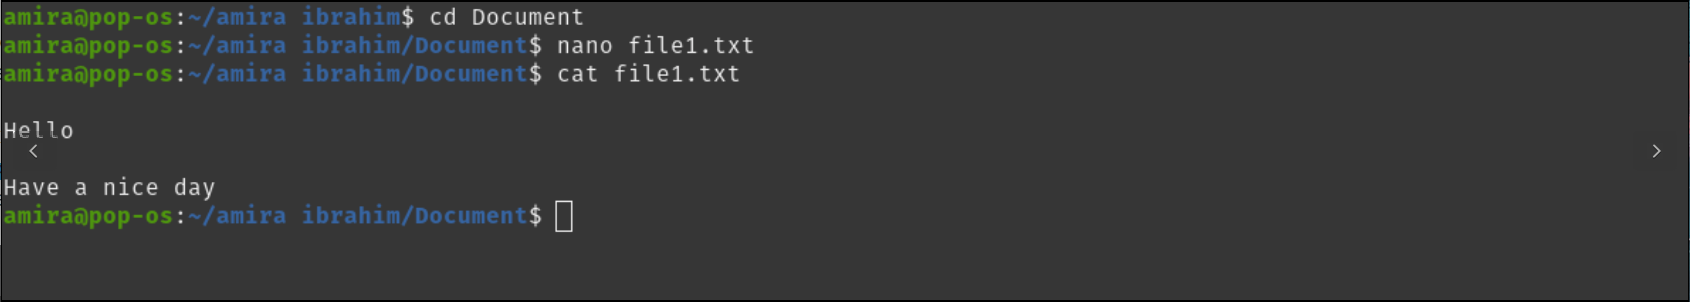 amira@pop-os:~/amira ibrahim$ cd Document
amira@pop-os:~/amira ibrahim/Document$ nano file1.txt
amira@pop-os:~/amira ibrahim/Document$ cat file1.txt
Hello
Have a nice day
amira@pop-os:~/amira ibrahim/Document$